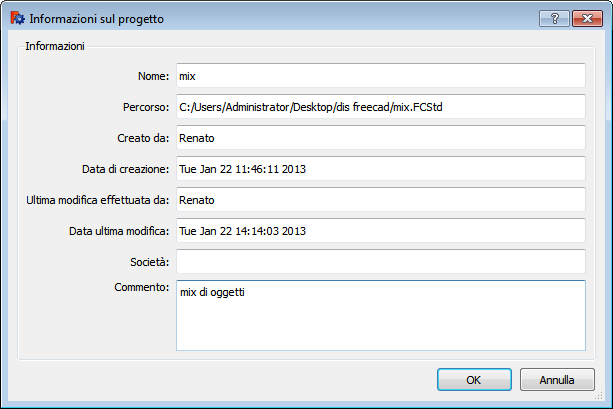 Informazioni sul progetto
Informazioni
Nome: mix
Percorso: C:/Users/Administrator/Desktop/dis freecad/mix.FCStd
Creato da: Renato
Data di creazione: Tue Jan 22 11:46:11 2013
Ultima modifica effettuata da: Renato
Data ultima modifica: Tue Jan 22 14:14:03 2013
Società:
Commento: mix di oggetti
OK Annulla